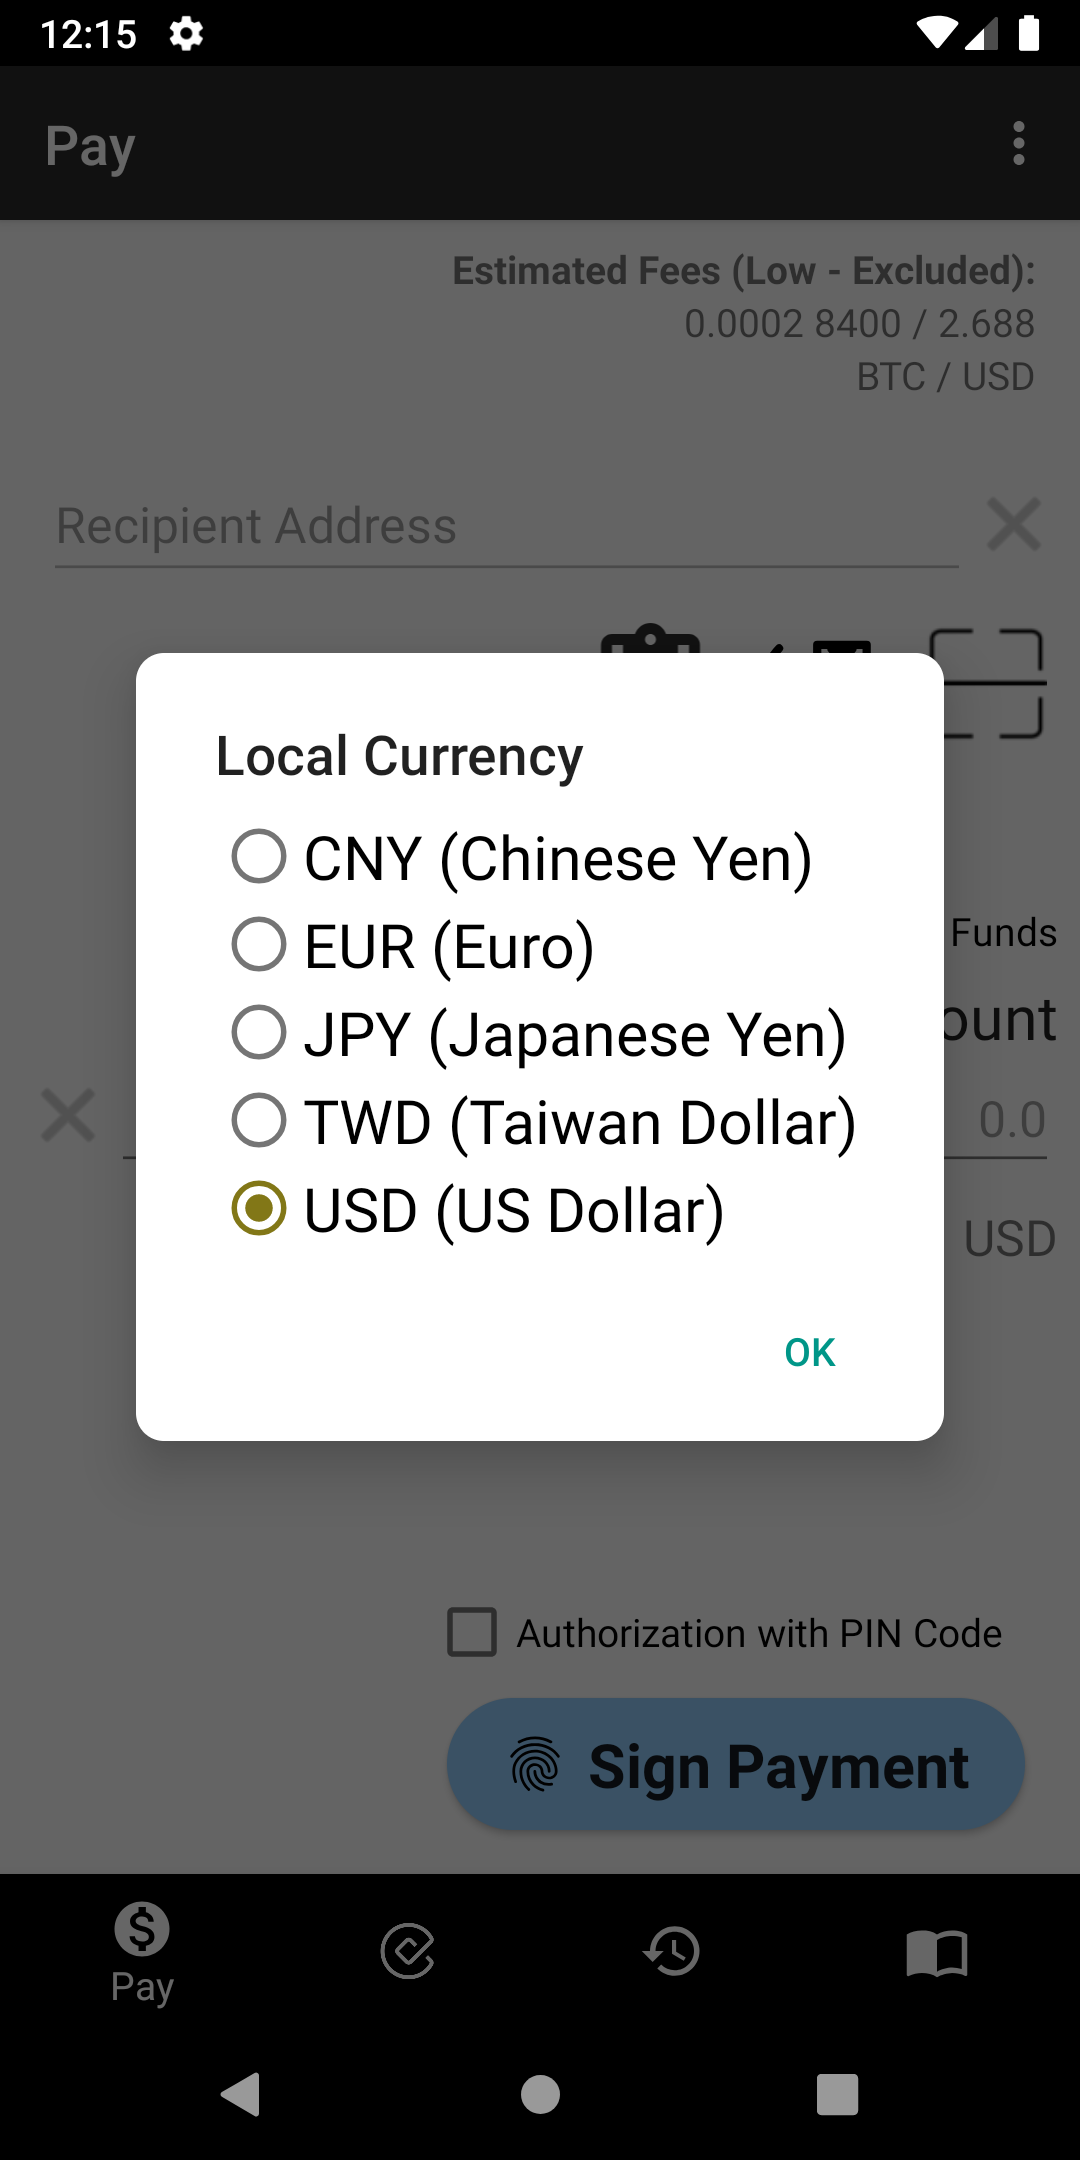 12:15
Pay
Estimated Fees (Low - Excluded):
0.0002 8400 / 2.688
BTC / USD
Recipient Address
Local Currency
CNY (Chinese Yen)
EUR (Euro)
Funds
JPY (Japanese Yen)
ount
TWD (Taiwan Dollar)
0.0
USD (US Dollar)
USD
OK
Authorization with PIN Code
Sign Payment
Pay